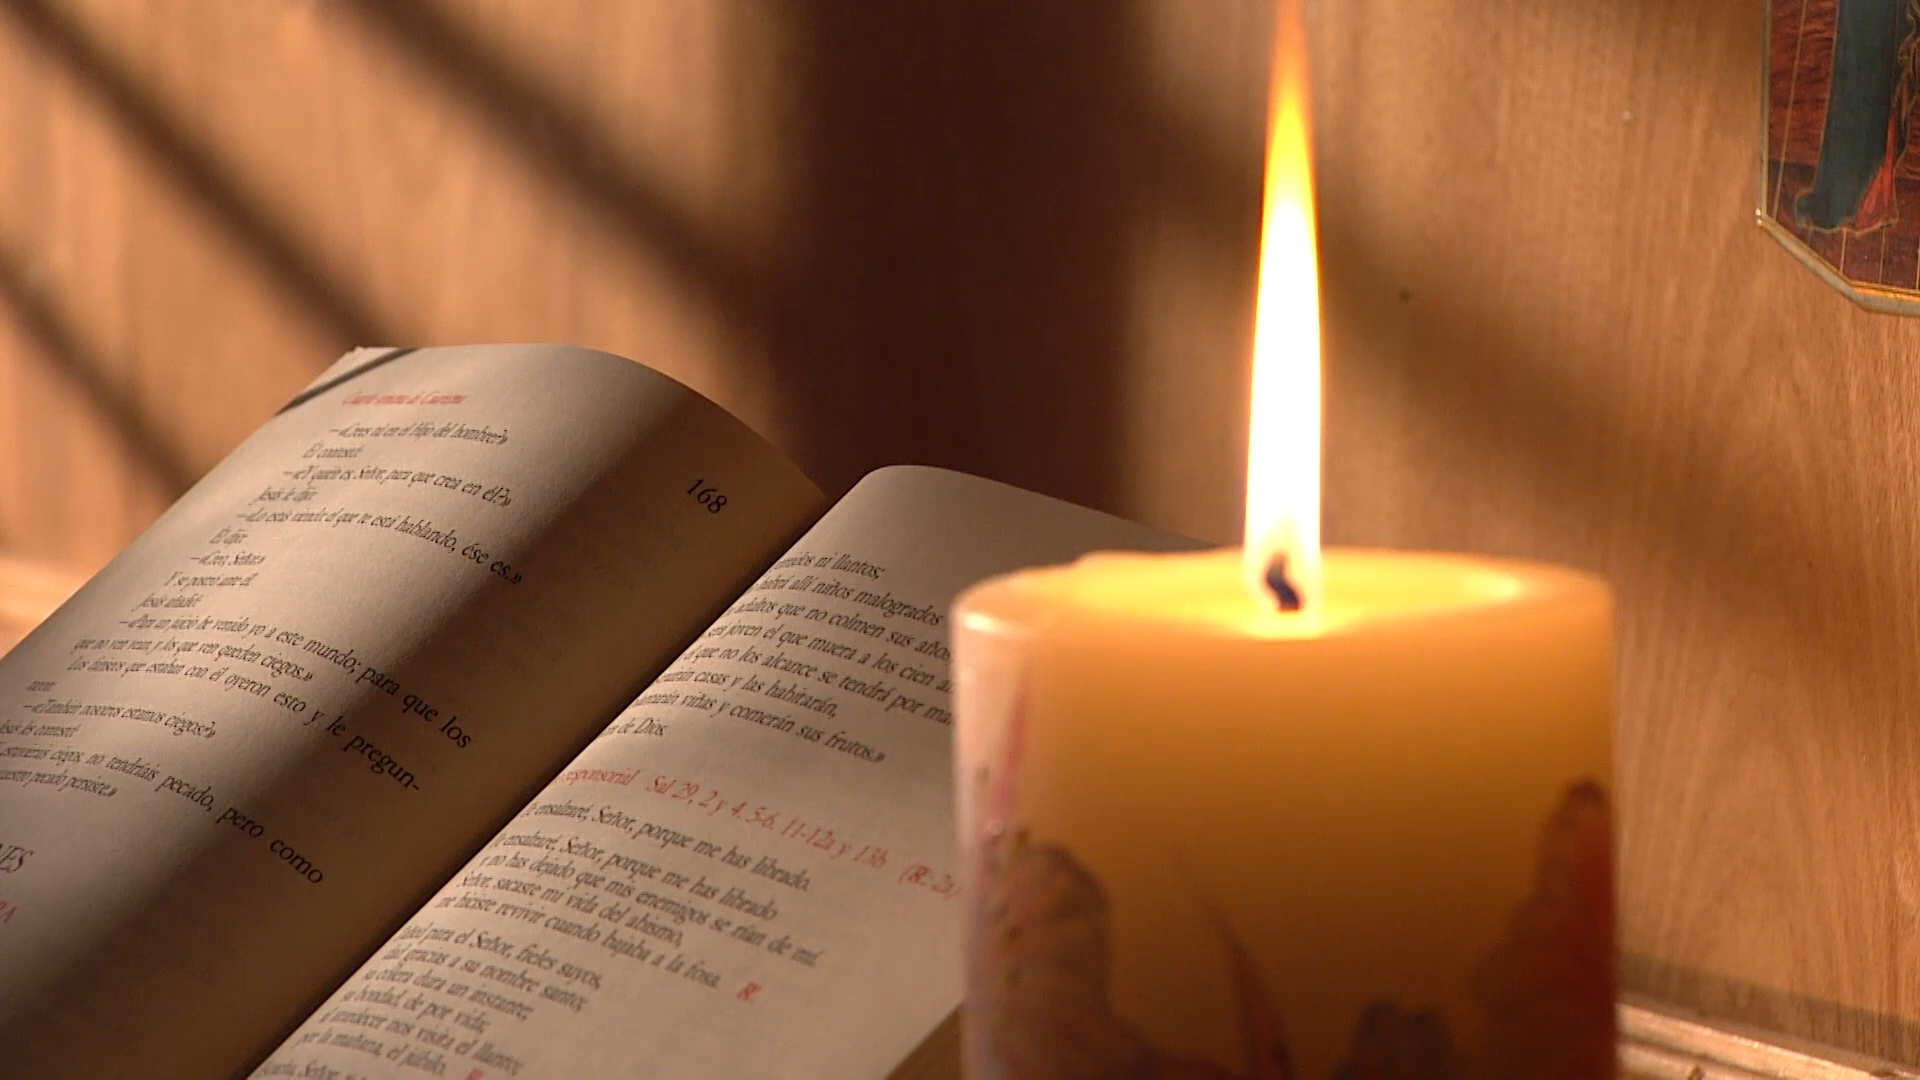 Cuarta semana de Cuaresma
168
—«¿Crees tú en el Hijo del hombre?»
Él contestó:
—«¿Y quién es, Señor, para que crea en él?»
Jesús le dijo:
—«Lo estás viendo: el que te está hablando, ése es.»
Él dijo:
—«Creo, Señor.»
Y se postró ante él.
Jesús añadió:
—«Para un juicio he venido yo a este mundo; para que los
que no ven vean, y los que ven queden ciegos.»
Los fariseos que estaban con él oyeron esto y le pregun-
taron:
—«¿También nosotros estamos ciegos?»
Jesús les contestó:
estuvierais ciegos, no tendríais pecado, pero como
vuestro pecado persiste.»
NES
RA
ni llantos;
habrá allí niños malogrados
adultos que no colmen sus años,
será joven el que muera a los cien
el que no los alcance se tendrá por
casas y las habitarán,
viñas y comerán sus frutos.»
de Dios.
responsorial Sal 29, 2 y 4. 5-6. 11-12a y 13b (R.: 2a)
Te ensalzaré, Señor, porque me has librado.
Te ensalzaré, Señor, porque me has librado
y no has dejado que mis enemigos se rían de mí.
Señor, sacaste mi vida del abismo,
me hiciste revivir cuando bajaba a la fosa. R.
para el Señor, fieles suyos,
dad gracias a su nombre santo;
su cólera dura un instante;
su bondad, de por vida;
al atardecer nos visita el llanto;
por la mañana, el júbilo. R.
Escucha, Señor, y